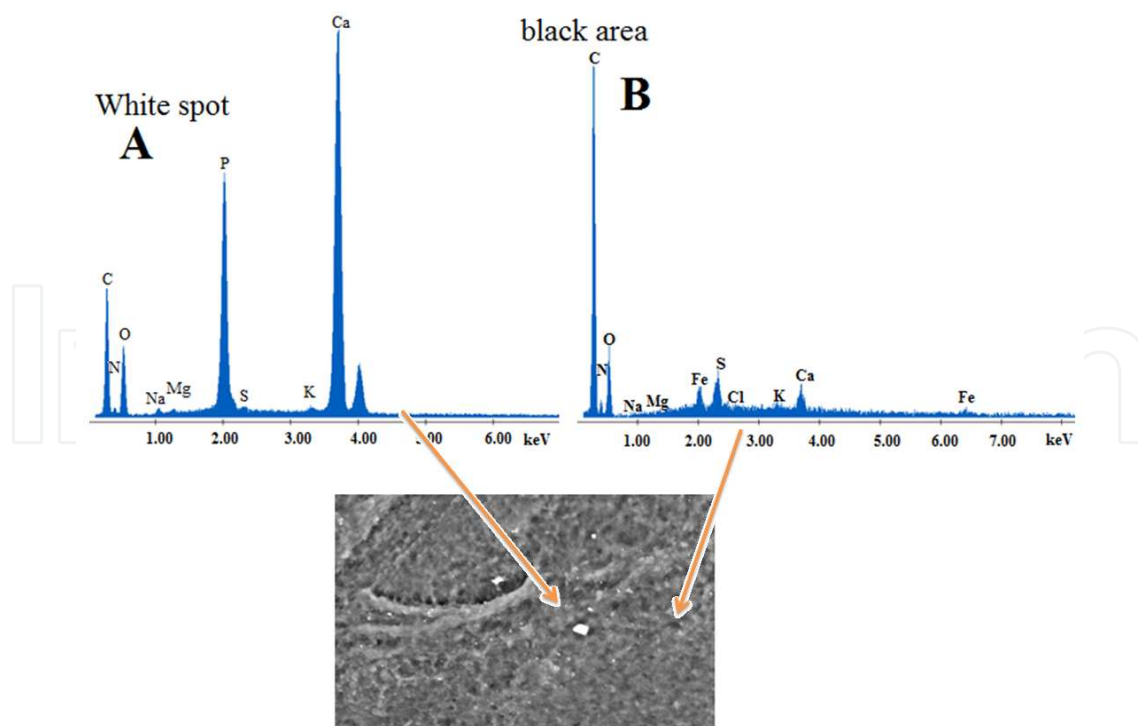 White spot
A
C
N
O
Na
Mg
P
S
K
Ca
1.00 2.00 3.00 4.00 5.00 6.00 keV
black area
B
C
N
O
Na
Mg
Fe
S
Cl
K
Ca
Fe
1.00 2.00 3.00 4.00 5.00 6.00 7.00 keV